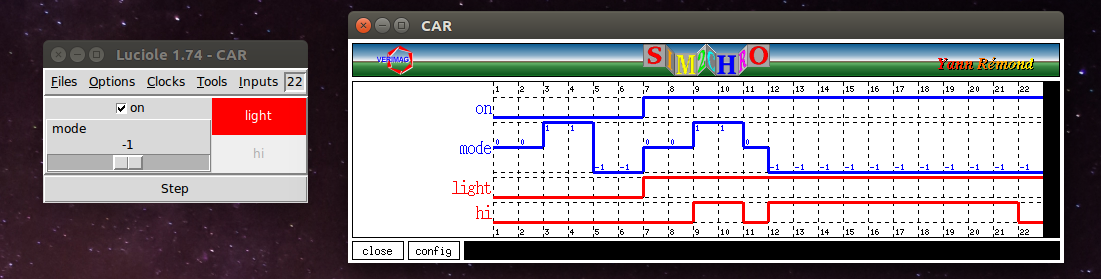 Luciole 1.74 - CAR
Files Options Clocks Tools Inputs 22
on
light
mode
-1
hi
Step
CAR
VERIMAG SIM2CHRO Yann Rémond
1 2 3 4 5 6 7 8 9 10 11 12 13 14 15 16 17 18 19 20 21 22
on
mode 0 0 1 1 -1 -1 0 0 1 1 0 -1 -1 -1 -1 -1 -1 -1 -1 -1 -1 -1
light
hi
1 2 3 4 5 6 7 8 9 10 11 12 13 14 15 16 17 18 19 20 21 22
close config